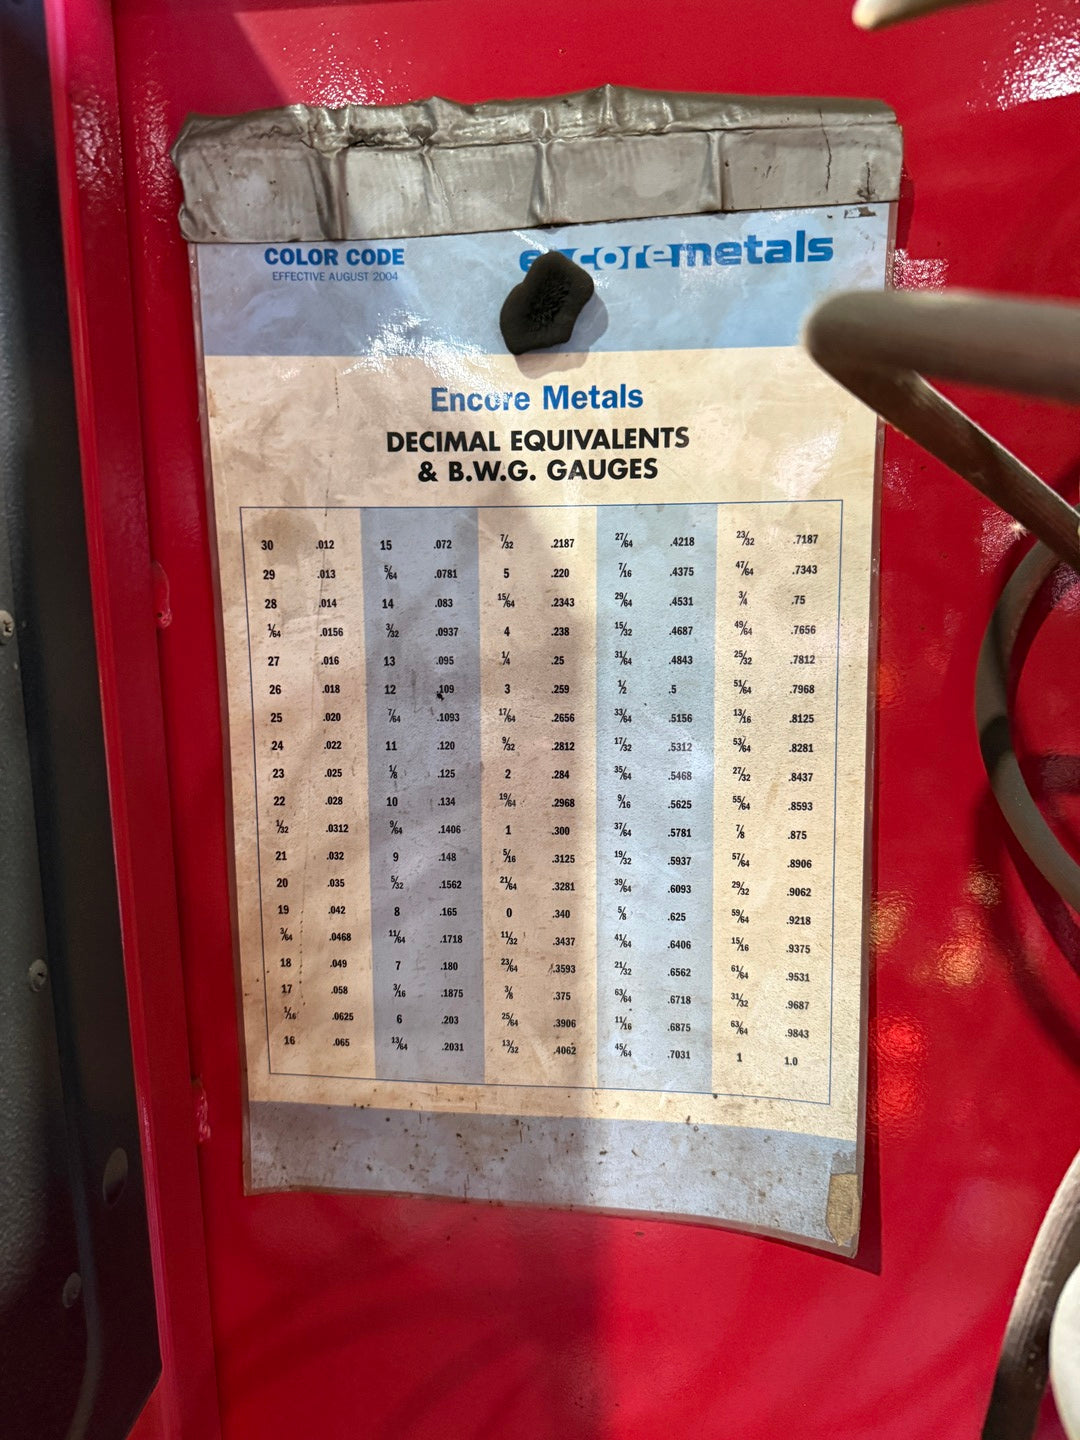 COLOR CODE
EFFECTIVE AUGUST 2004
encoremetals
Encore Metals
DECIMAL EQUIVALENTS
& B.W.G. GAUGES
30 .012 15 .072 7/32 .2187 27/64 .4218 23/32 .7187
29 .013 5/64 .0781 5 .220 7/16 .4375 47/64 .7343
28 .014 14 .083 15/64 .2343 29/64 .4531 3/4 .75
1/64 .0156 3/32 .0937 4 .238 15/32 .4687 49/64 .7656
27 .016 13 .095 1/4 .25 31/64 .4843 25/32 .7812
26 .018 12 .109 3 .259 1/2 .5 51/64 .7968
25 .020 7/64 .1093 17/64 .2656 33/64 .5156 13/16 .8125
24 .022 11 .120 9/32 .2812 17/32 .5312 53/64 .8281
23 .025 1/8 .125 2 .284 35/64 .5468 27/32 .8437
22 .028 10 .134 19/64 .2968 9/16 .5625 55/64 .8593
1/32 .0312 9/64 .1406 1 .300 37/64 .5781 7/8 .875
21 .032 9 .148 5/16 .3125 19/32 .5937 57/64 .8906
20 .035 5/32 .1562 21/64 .3281 39/64 .6093 29/32 .9062
19 .042 8 .165 0 .340 5/8 .625 59/64 .9218
3/64 .0468 11/64 .1718 11/32 .3437 41/64 .6406 15/16 .9375
18 .049 7 .180 23/64 .3593 21/32 .6562 61/64 .9531
17 .058 3/16 .1875 3/8 .375 63/64 .6718 31/32 .9687
1/16 .0625 6 .203 25/64 .3906 11/16 .6875 63/64 .9843
16 .065 13/64 .2031 13/32 .4062 45/64 .7031 1 1.0